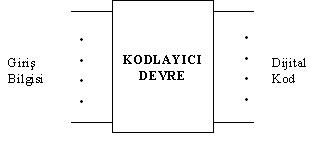 Giriş
Bilgisi
KODLAYICI
DEVRE
Dijital
Kod